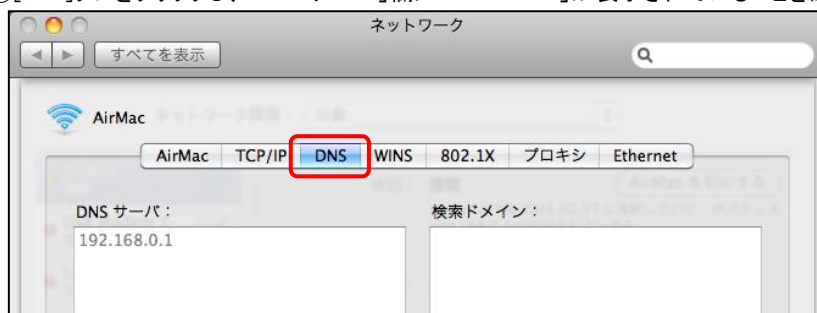 ネットワーク
すべてを表示
AirMac
AirMac TCP/IP DNS WINS 802.1X プロキシ Ethernet
DNS サーバ： 検索ドメイン：
192.168.0.1